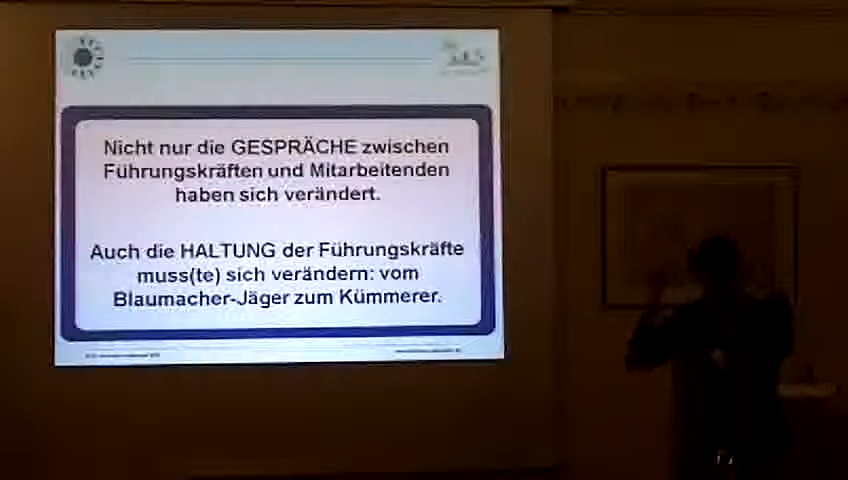 Nicht nur die GESPRÄCHE zwischen
Führungskräften und Mitarbeitenden
haben sich verändert.
Auch die HALTUNG der Führungskräfte
muss(te) sich verändern: vom
Blaumacher-Jäger zum Kümmerer.